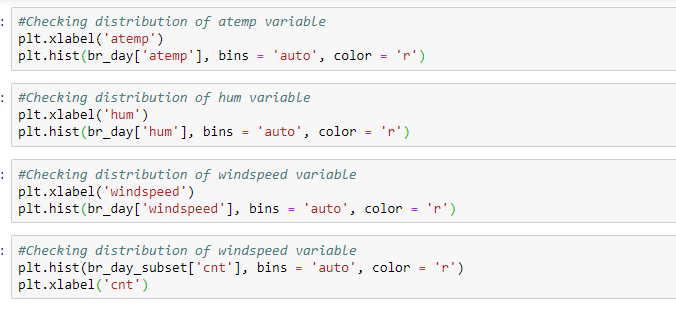 :
#Checking distribution of atemp variable
plt.xlabel('atemp')
plt.hist(br_day['atemp'], bins = 'auto', color = 'r')
:
#Checking distribution of hum variable
plt.xlabel('hum')
plt.hist(br_day['hum'], bins = 'auto', color = 'r')
:
#Checking distribution of windspeed variable
plt.xlabel('windspeed')
plt.hist(br_day['windspeed'], bins = 'auto', color = 'r')
:
#Checking distribution of windspeed variable
plt.hist(br_day_subset['cnt'], bins = 'auto', color = 'r')
plt.xlabel('cnt')